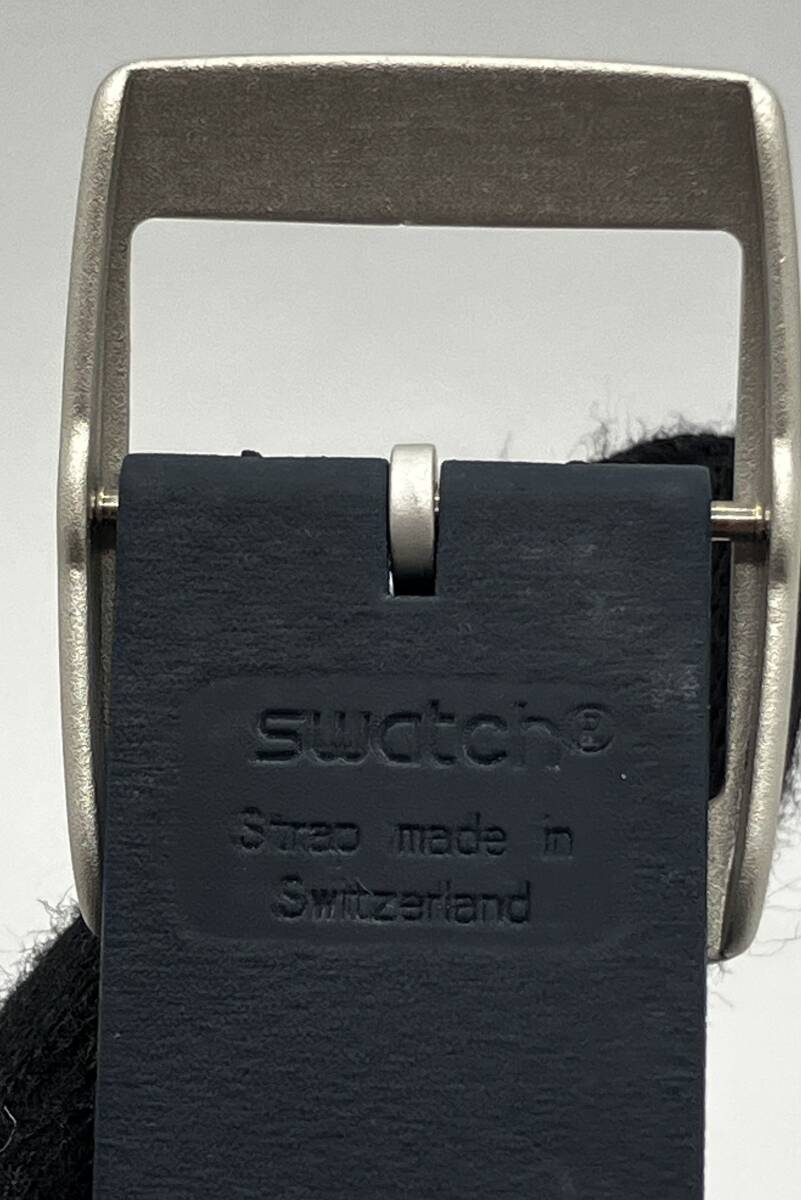 swatch®
Strap made in
Switzerland